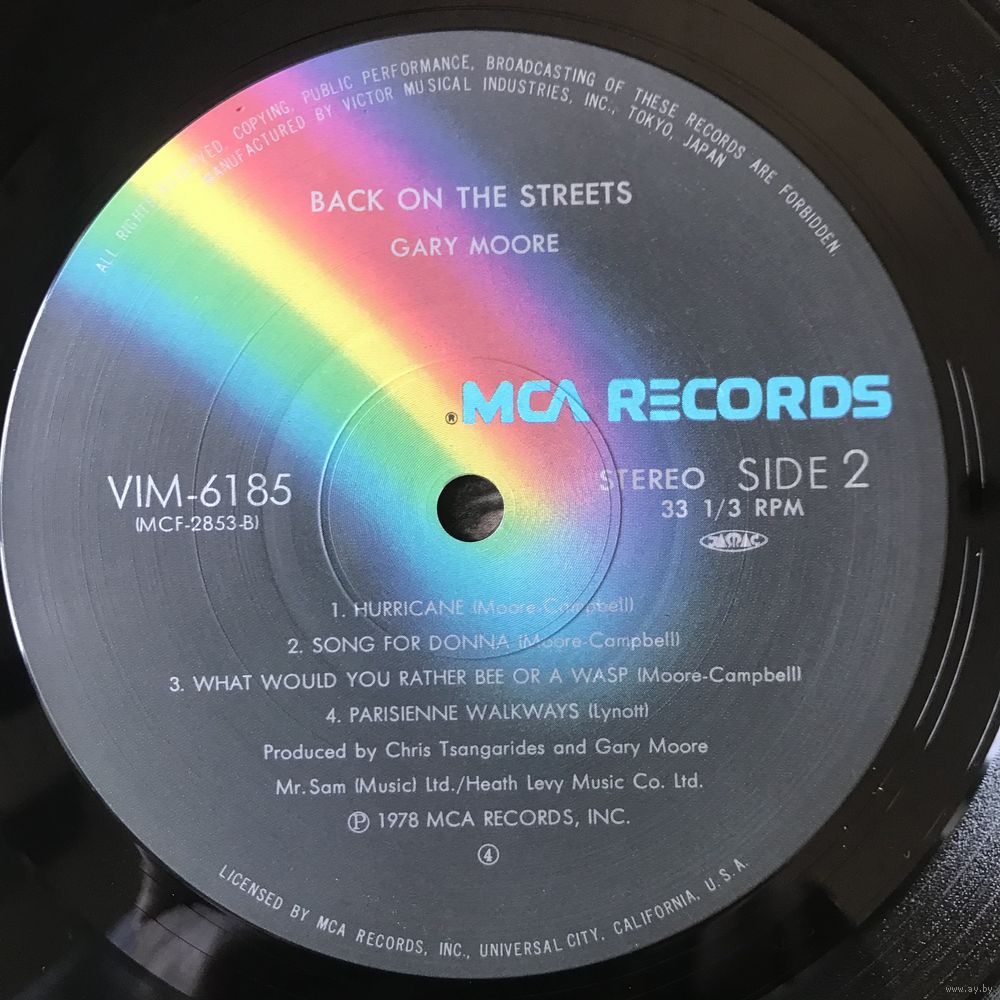 ALL RIGHTS RESERVED. COPYING, PUBLIC PERFORMANCE, BROADCASTING OF THESE RECORDS ARE FORBIDDEN.
MANUFACTURED BY VICTOR MUSICAL INDUSTRIES, INC., TOKYO, JAPAN
BACK ON THE STREETS
GARY MOORE
® MCA RECORDS
VIM-6185
(MCF-2853-B)
STEREO SIDE 2
33 1/3 RPM
JASRAC
1. HURRICANE (Moore-Campbell)
2. SONG FOR DONNA (Moore-Campbell)
3. WHAT WOULD YOU RATHER BEE OR A WASP (Moore-Campbell)
4. PARISIENNE WALKWAYS (Lynott)
Produced by Chris Tsangarides and Gary Moore
Mr. Sam (Music) Ltd./Heath Levy Music Co. Ltd.
℗ 1978 MCA RECORDS, INC.
④
LICENSED BY MCA RECORDS, INC., UNIVERSAL CITY, CALIFORNIA, U.S.A.
www.ay.by